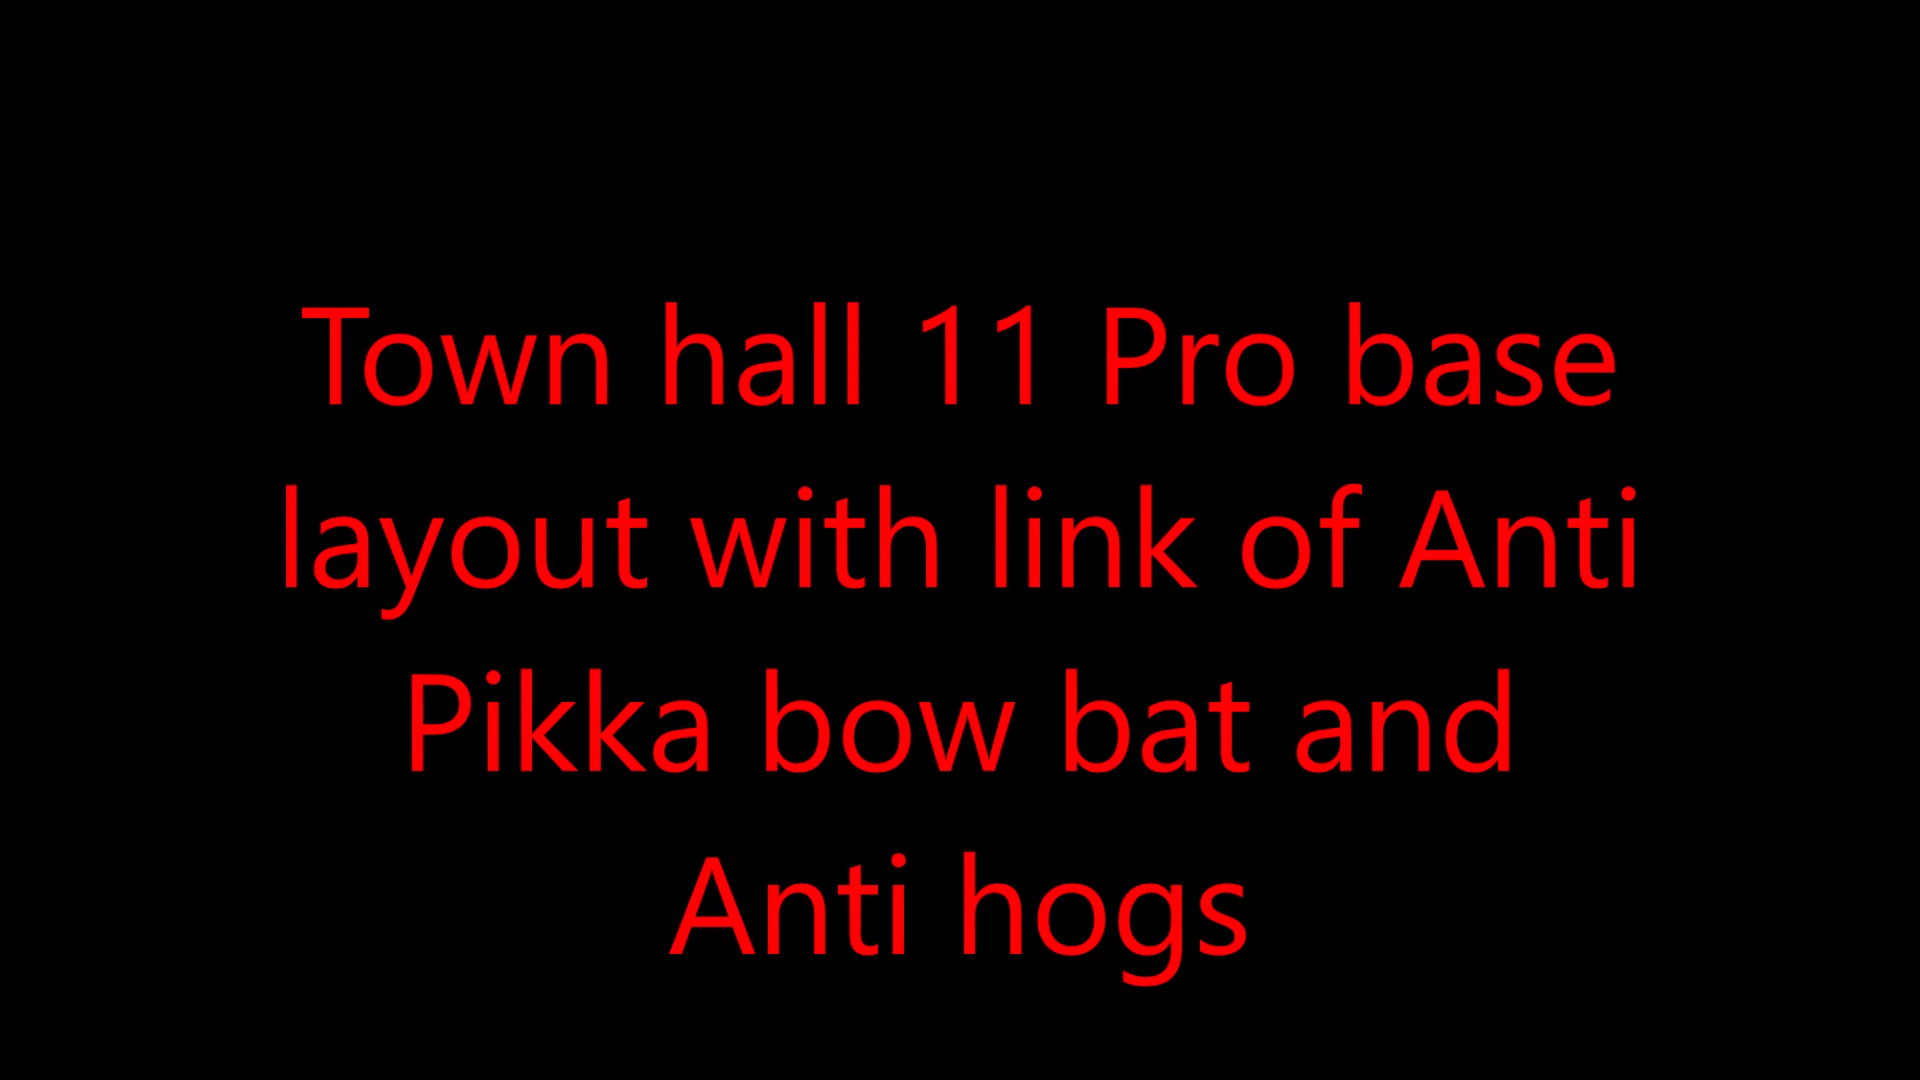 Town hall 11 Pro base
layout with link of Anti
Pikka bow bat and
Anti hogs